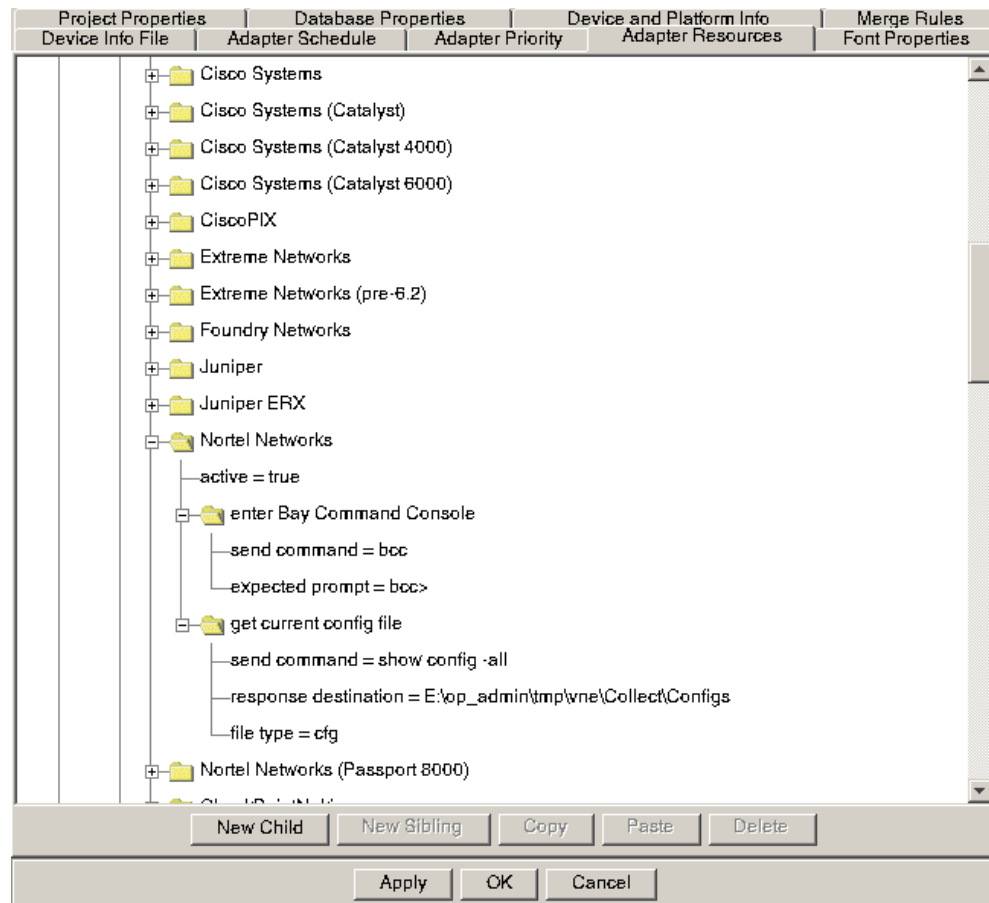 Project Properties Database Properties Device and Platform Info Merge Rules
Device Info File Adapter Schedule Adapter Priority Adapter Resources Font Properties
Cisco Systems
Cisco Systems (Catalyst)
Cisco Systems (Catalyst 4000)
Cisco Systems (Catalyst 6000)
CiscoPIX
Extreme Networks
Extreme Networks (pre-6.2)
Foundry Networks
Juniper
Juniper ERX
Nortel Networks
active = true
enter Bay Command Console
send command = bcc
expected prompt = bcc>
get current config file
send command = show config -all
response destination = E:\op_admin\tmp\vne\Collect\Configs
file type = cfg
Nortel Networks (Passport 8000)
New Child New Sibling Copy Paste Delete
Apply OK Cancel